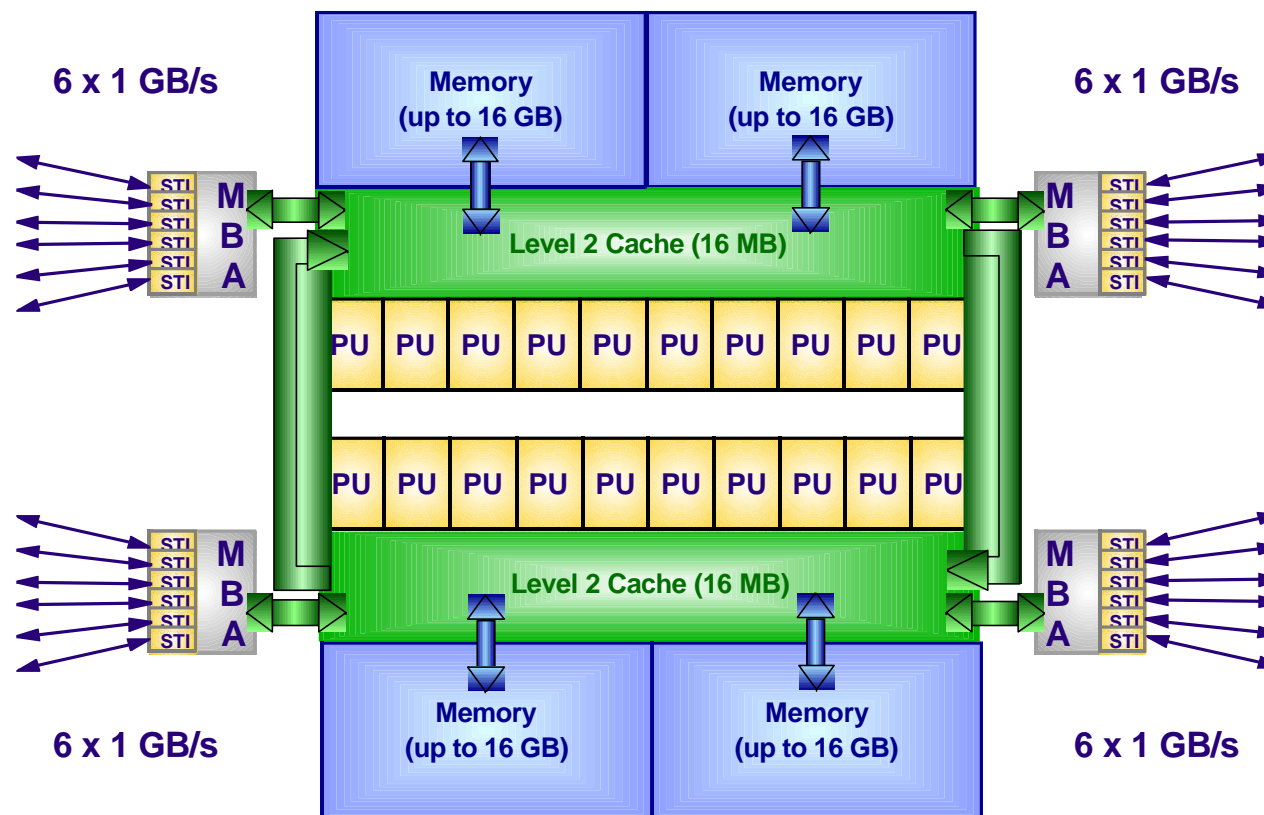 6 x 1 GB/s
Memory
(up to 16 GB)
Memory
(up to 16 GB)
6 x 1 GB/s
STI
STI
STI
STI
STI
STI
M
B
A
Level 2 Cache (16 MB)
M
B
A
STI
STI
STI
STI
STI
STI
PU PU PU PU PU PU PU PU PU PU
PU PU PU PU PU PU PU PU PU PU
STI
STI
STI
STI
STI
STI
M
B
A
Level 2 Cache (16 MB)
M
B
A
STI
STI
STI
STI
STI
STI
6 x 1 GB/s
Memory
(up to 16 GB)
Memory
(up to 16 GB)
6 x 1 GB/s